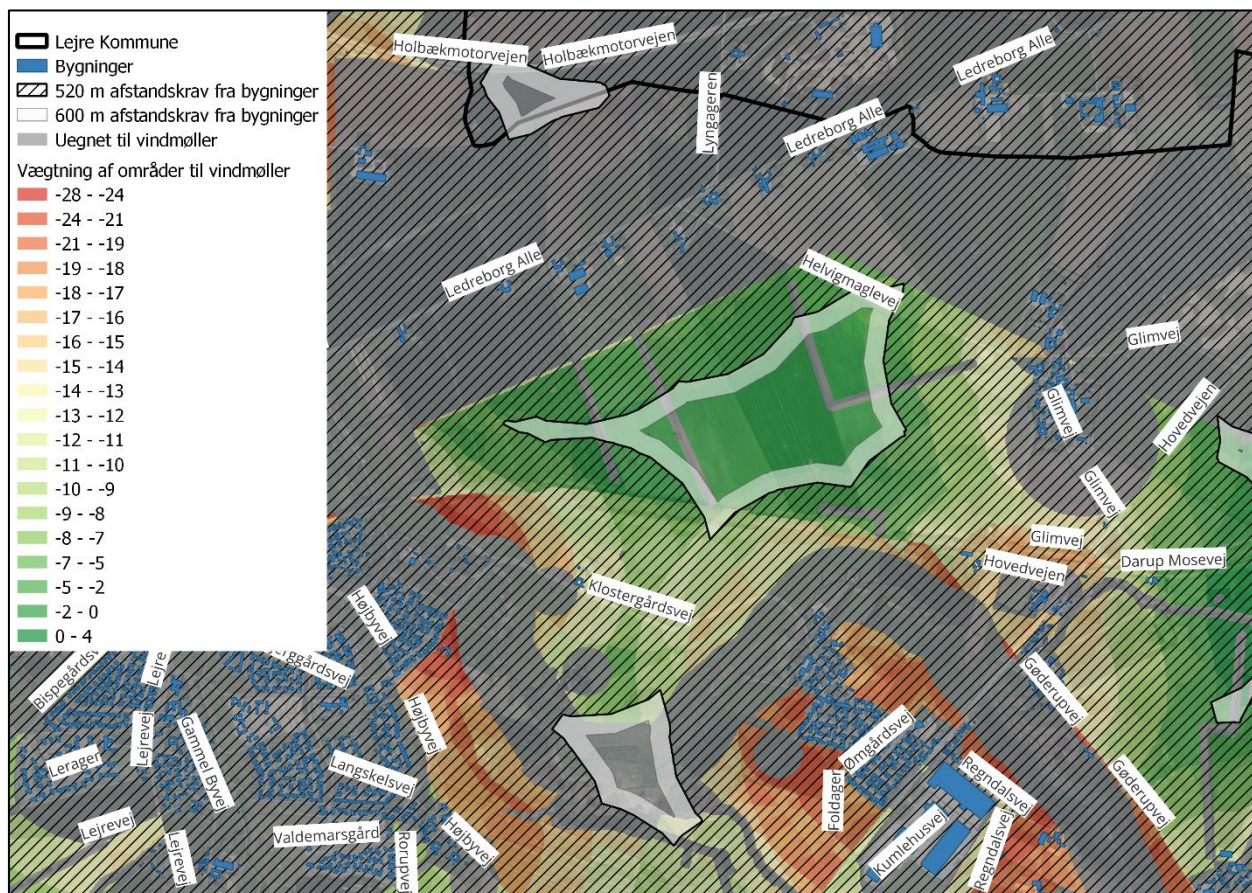 Lejre Kommune
Bygninger
520 m afstandskrav fra bygninger
600 m afstandskrav fra bygninger
Uegnet til vindmøller
Vægtning af områder til vindmøller
-28 - -24
-24 - -21
-21 - -19
-19 - -18
-18 - -17
-17 - -16
-16 - -15
-15 - -14
-14 - -13
-13 - -12
-12 - -11
-11 - -10
-10 - -9
-9 - -8
-8 - -7
-7 - -5
-5 - -2
-2 - 0
0 - 4
Holbækmotorvejen
Holbækmotorvejen
Ledreborg Alle
Lyngageren
Ledreborg Alle
Ledreborg Alle
Helvigmaglevej
Glimvej
Glimvej
Hovedvejen
Glimvej
Glimvej
Hovedvejen
Darup Mosevej
Klostergårdsvej
Højbyvej
Gøderupvej
Lejrevej
Gammel Byvej
Lerager
Langskelsvej
Højbyvej
Ømgårdsvej
Foldager
Regndalsvej
Gøderupvej
Lejrevej
Lejrevej
Valdemarsgård
Rorupvej
Højbyvej
Kumlehusvej
Regndalsvej